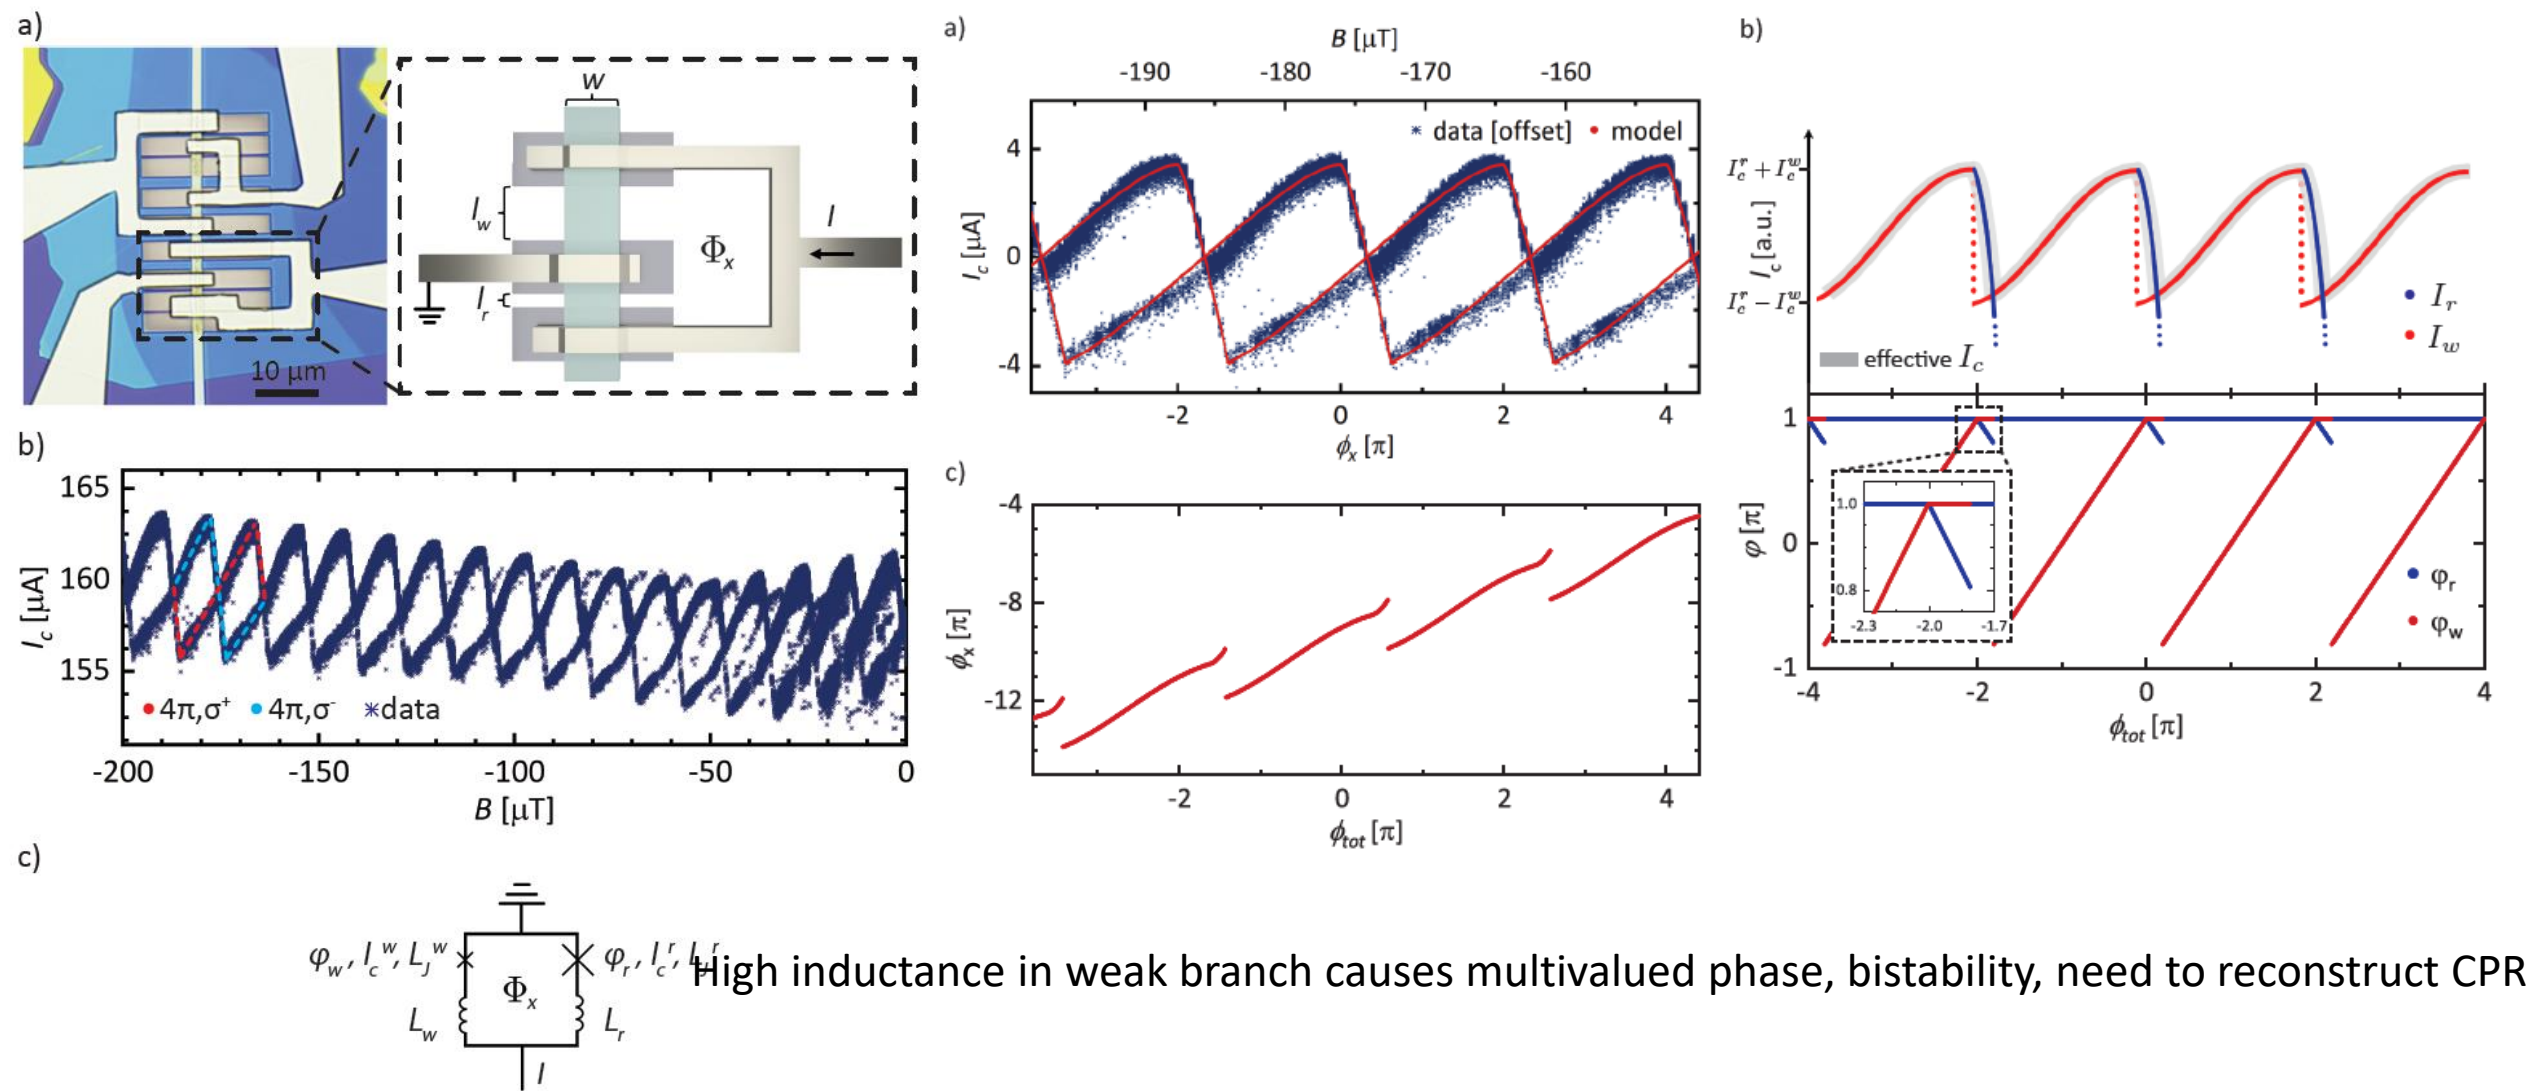 a)
w
l_w
l_r
Φ_x
I
10 μm
b)
I_c [μA]
165
160
155
4π,σ⁺
4π,σ⁻
data
-200
-150
-100
-50
0
B [μT]
c)
φ_w, I_c^w, L_J^w
φ_r, I_c^r, L_J^r
Φ_x
L_w
L_r
I
a)
B [μT]
-190
-180
-170
-160
data [offset]
model
I_c [μA]
4
0
-4
-2
0
2
4
ϕ_x [π]
c)
ϕ_x [π]
-4
-8
-12
-2
0
2
4
ϕ_tot [π]
b)
I_c^r + I_c^w
I_c [a.u.]
I_c^r − I_c^w
I_r
I_w
effective I_c
φ [π]
1
0
-1
1.0
0.8
-2.3
-2.0
-1.7
φ_r
φ_w
-4
-2
0
2
4
ϕ_tot [π]
High inductance in weak branch causes multivalued phase, bistability, need to reconstruct CPR